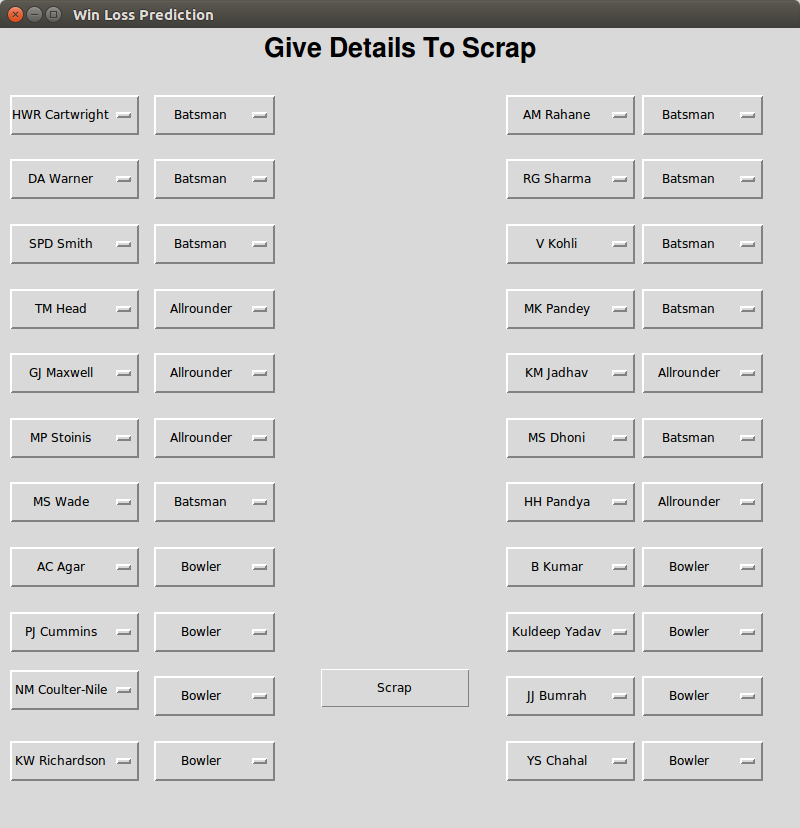 Win Loss Prediction
Give Details To Scrap
HWR Cartwright Batsman AM Rahane Batsman
DA Warner Batsman RG Sharma Batsman
SPD Smith Batsman V Kohli Batsman
TM Head Allrounder MK Pandey Batsman
GJ Maxwell Allrounder KM Jadhav Allrounder
MP Stoinis Allrounder MS Dhoni Batsman
MS Wade Batsman HH Pandya Allrounder
AC Agar Bowler B Kumar Bowler
PJ Cummins Bowler Kuldeep Yadav Bowler
NM Coulter-Nile Bowler Scrap JJ Bumrah Bowler
KW Richardson Bowler YS Chahal Bowler